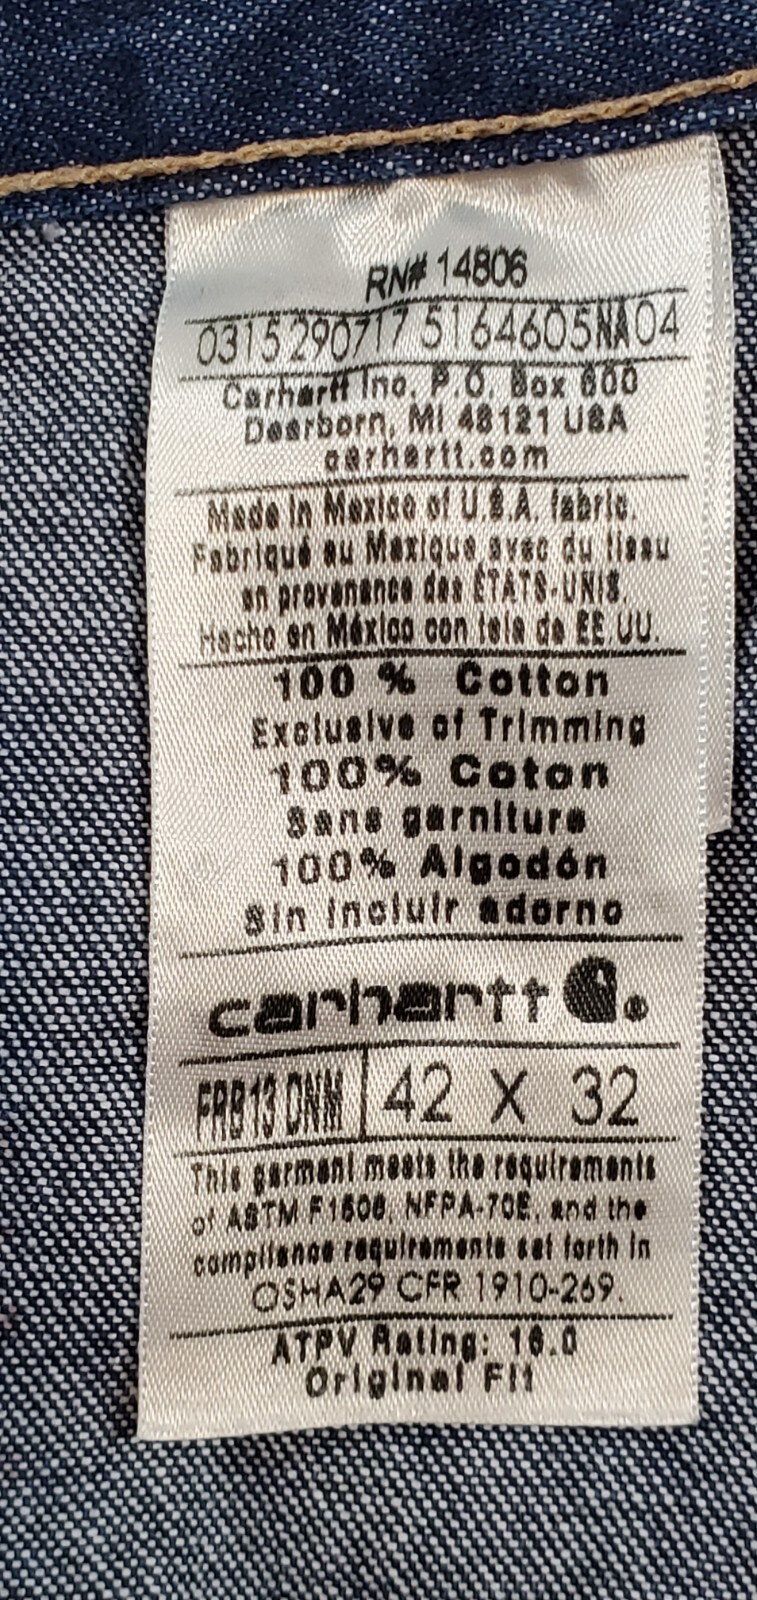 RN# 14806
0315290717 5164605NA04
Carhartt Inc. P.O. Box 600
Dearborn, MI 48121 USA
carhartt.com
Made in Mexico of U.S.A. fabric.
Fabriqué au Mexique avec du tissu
en provenance des ÉTATS-UNIS.
Hecho en México con tela de EE.UU.
100 % Cotton
Exclusive of Trimming
100% Coton
Sans garniture
100% Algodón
Sin incluir adorno
carhartt
FRB13 DNM 42 X 32
This garment meets the requirements
of ASTM F1506, NFPA-70E, and the
compliance requirements set forth in
OSHA29 CFR 1910-269.
ATPV Rating: 16.0
Original Fit